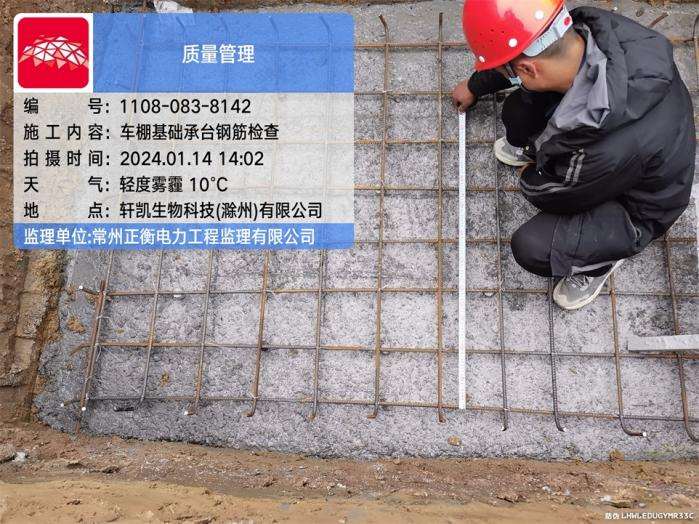 质量管理
编 号：1108-083-8142
施工内容：车棚基础承台钢筋检查
拍摄时间：2024.01.14 14:02
天 气：轻度雾霾 10℃
地 点：轩凯生物科技(滁州)有限公司
监理单位:常州正衡电力工程监理有限公司
防伪 LHWLEDUGYMR33C